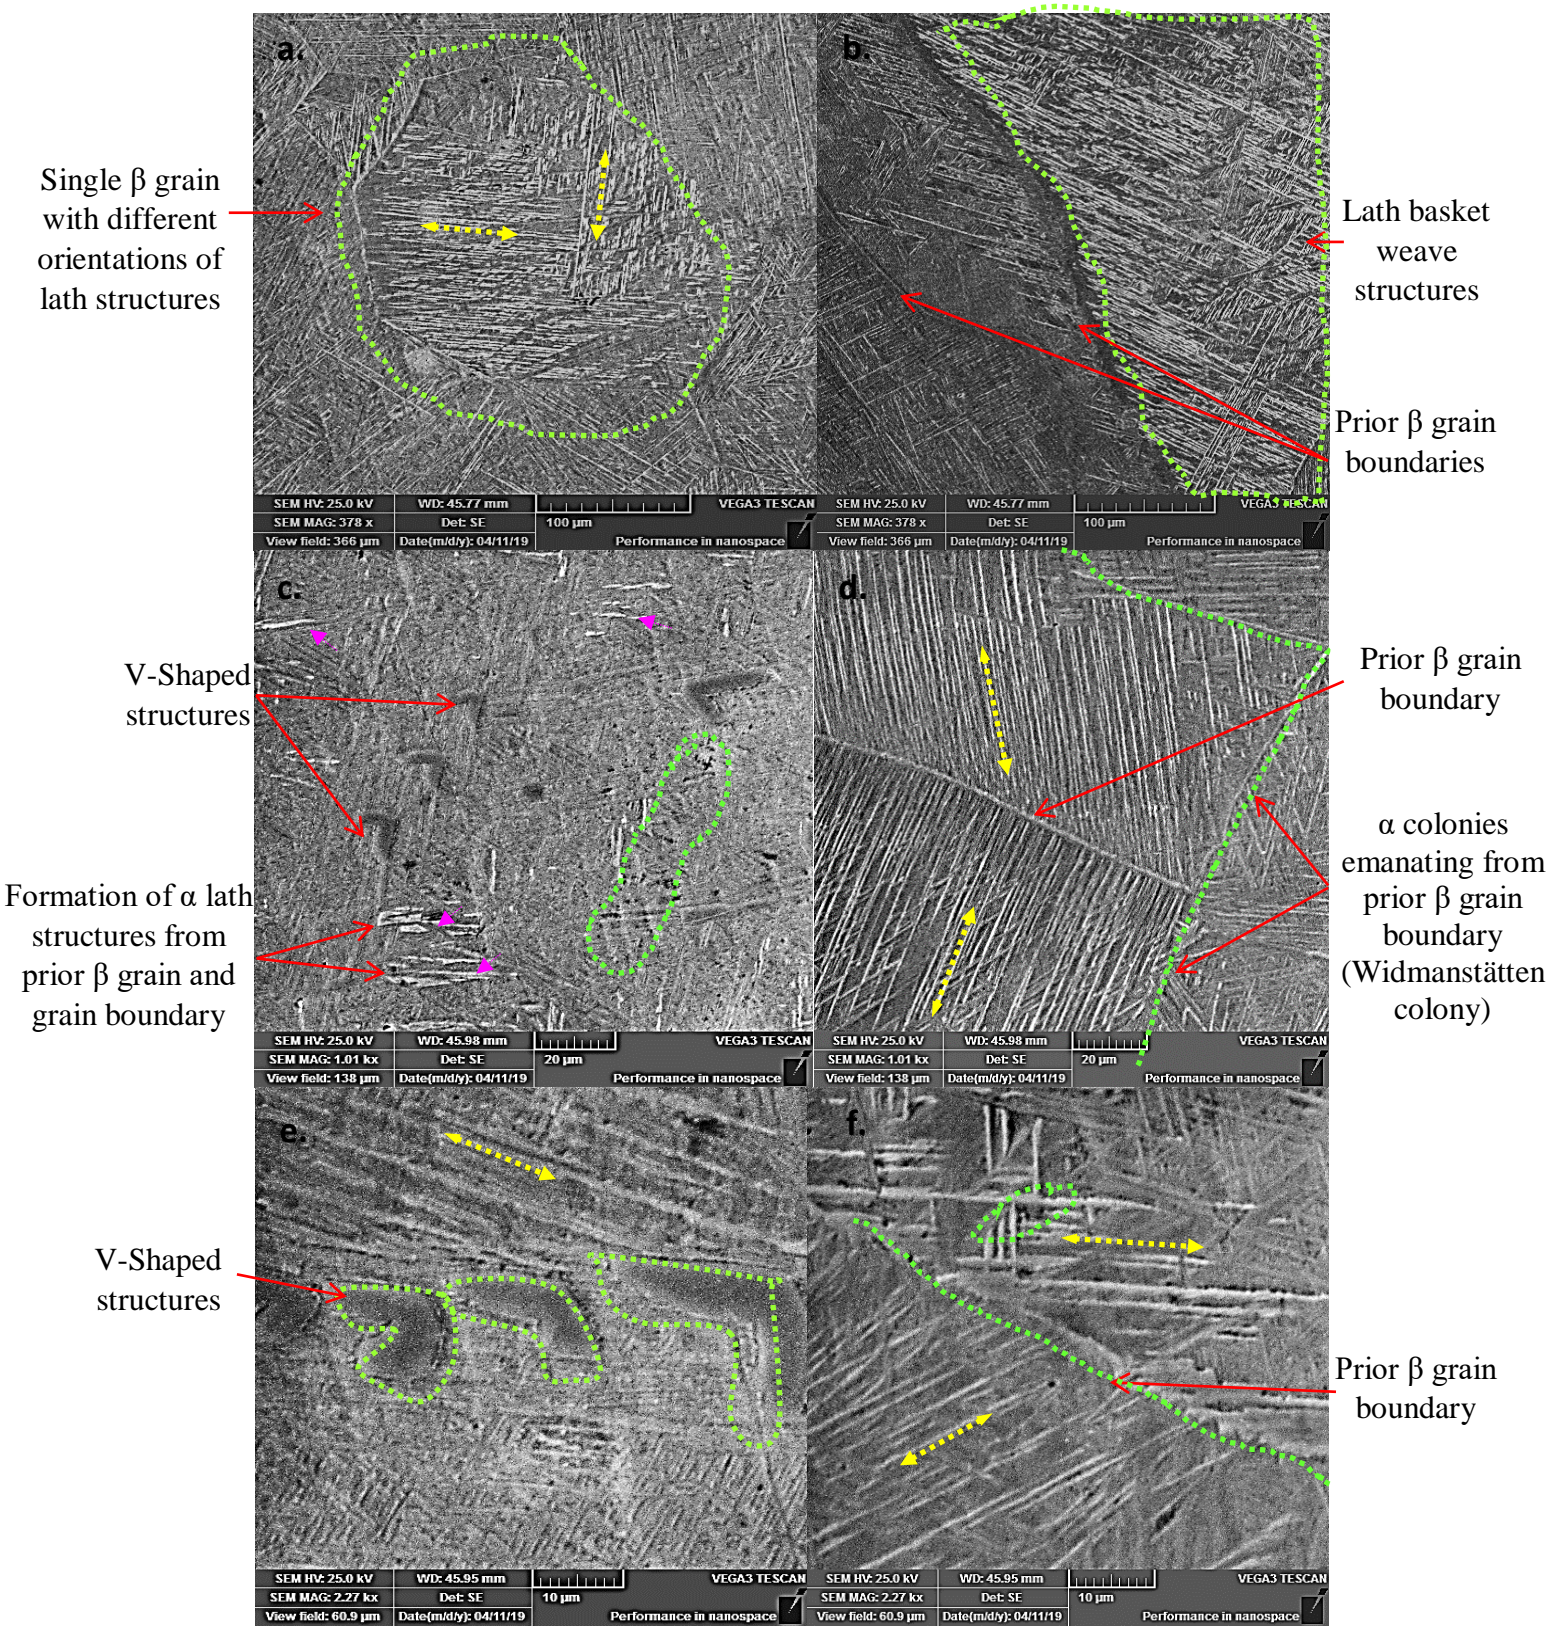 a.
b.
Single β grain
with different
orientations of
lath structures
Lath basket
weave
structures
Prior β grain
boundaries
SEM HV: 25.0 kV WD: 45.77 mm VEGA3 TESCAN
SEM MAG: 378 x Det: SE 100 µm
View field: 366 µm Date(m/d/y): 04/11/19 Performance in nanospace
SEM HV: 25.0 kV WD: 45.77 mm VEGA3 TESCAN
SEM MAG: 378 x Det: SE 100 µm
View field: 366 µm Date(m/d/y): 04/11/19 Performance in nanospace
c.
d.
V-Shaped
structures
Formation of α lath
structures from
prior β grain and
grain boundary
Prior β grain
boundary
α colonies
emanating from
prior β grain
boundary
(Widmanstätten
colony)
SEM HV: 25.0 kV WD: 45.98 mm VEGA3 TESCAN
SEM MAG: 1.01 kx Det: SE 20 µm
View field: 138 µm Date(m/d/y): 04/11/19 Performance in nanospace
SEM HV: 25.0 kV WD: 45.98 mm VEGA3 TESCAN
SEM MAG: 1.01 kx Det: SE 20 µm
View field: 138 µm Date(m/d/y): 04/11/19 Performance in nanospace
e.
f.
V-Shaped
structures
Prior β grain
boundary
SEM HV: 25.0 kV WD: 45.95 mm VEGA3 TESCAN
SEM MAG: 2.27 kx Det: SE 10 µm
View field: 60.9 µm Date(m/d/y): 04/11/19 Performance in nanospace
SEM HV: 25.0 kV WD: 45.95 mm VEGA3 TESCAN
SEM MAG: 2.27 kx Det: SE 10 µm
View field: 60.9 µm Date(m/d/y): 04/11/19 Performance in nanospace